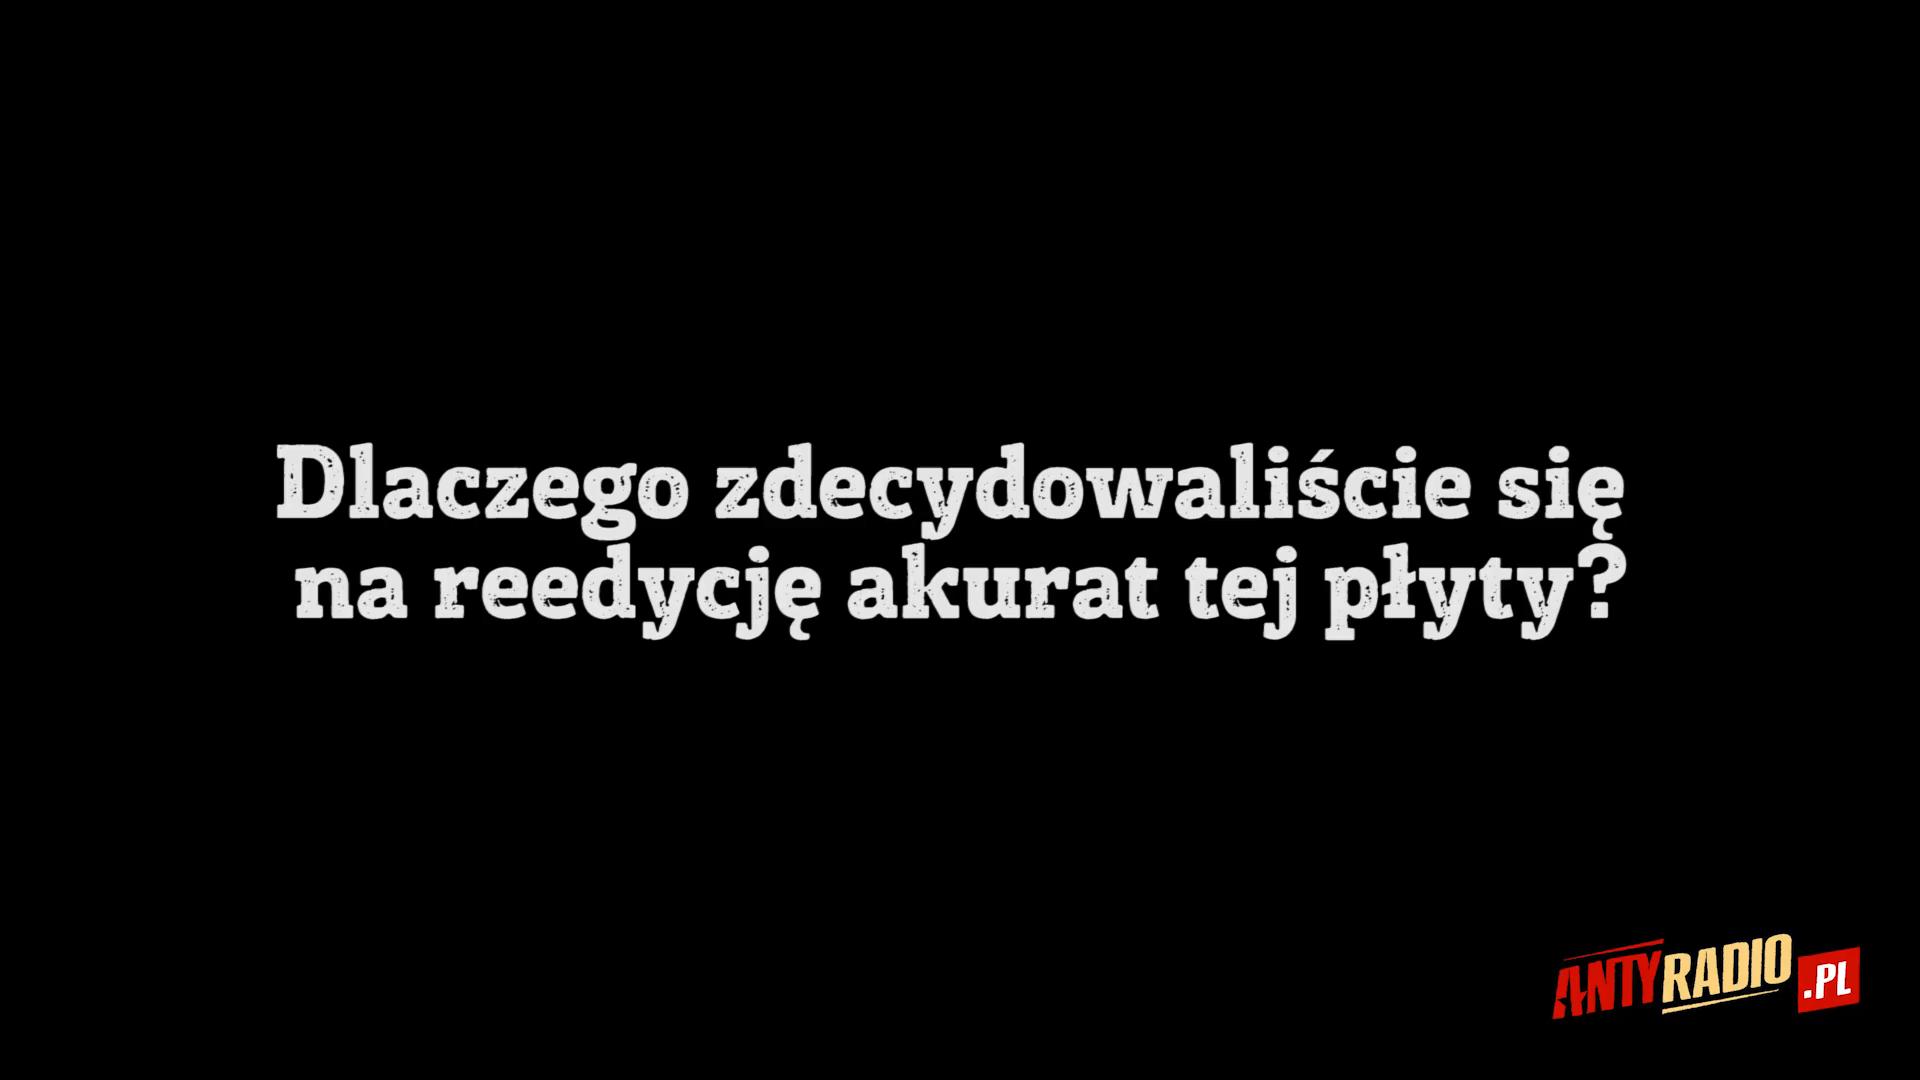 Dlaczego zdecydowaliście się
na reedycję akurat tej płyty?
ANTYRADIO.PL